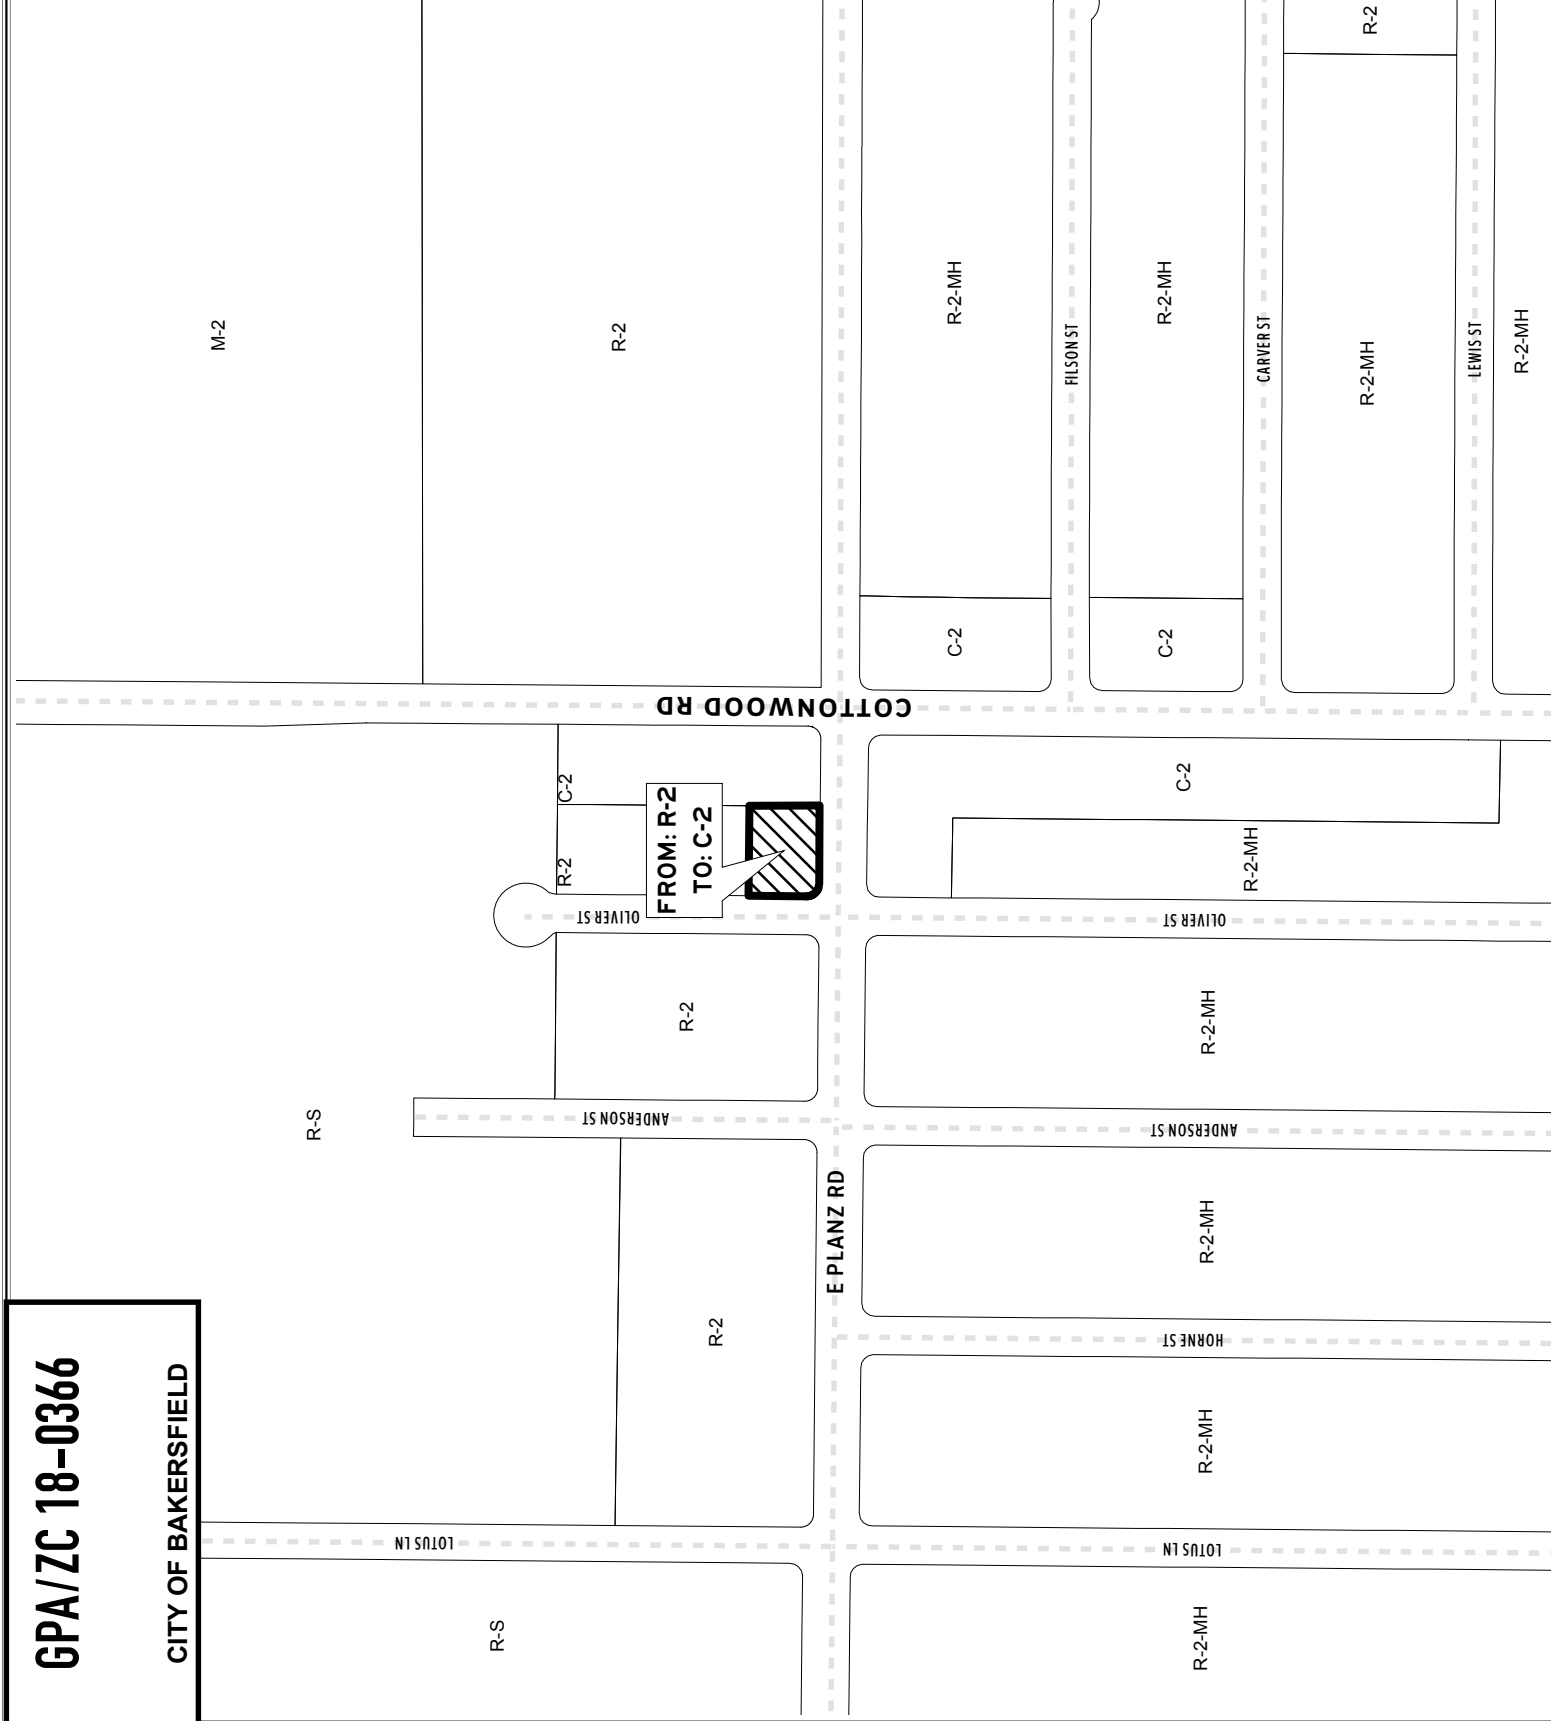 GPA/ZC 18-0366
CITY OF BAKERSFIELD
M-2
R-S
LOTUS LN
R-S
R-2
C-2
OLIVER ST
R-2
ANDERSON ST
FROM: R-2
TO: C-2
R-2
R-2
COTTONWOOD RD
E PLANZ RD
C-2
R-2-MH
FILSON ST
C-2
R-2-MH
LOTUS LN
HORNE ST
ANDERSON ST
OLIVER ST
C-2
R-2-MH
R-2-MH
R-2-MH
R-2-MH
R-2-MH
CARVER ST
R-2-MH
R-2
LEWIS ST
R-2-MH